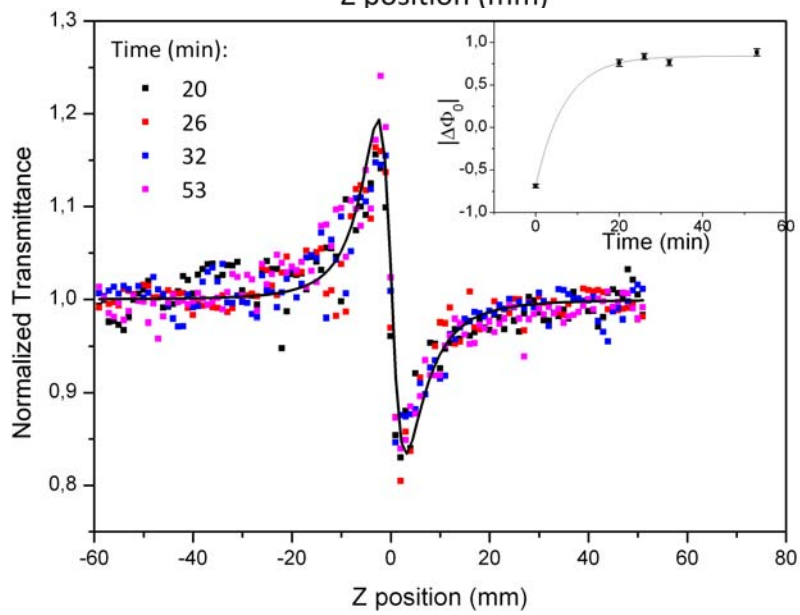 Z position (mm)
1,3
1,2
1,1
1,0
0,9
0,8
Normalized Transmittance
Time (min):
20
26
32
53
1,0
0,5
0,0
-0,5
-1,0
|ΔΦ₀|
0 20 40 60 80
Time (min)
-60 -40 -20 0 20 40 60 80
Z position (mm)